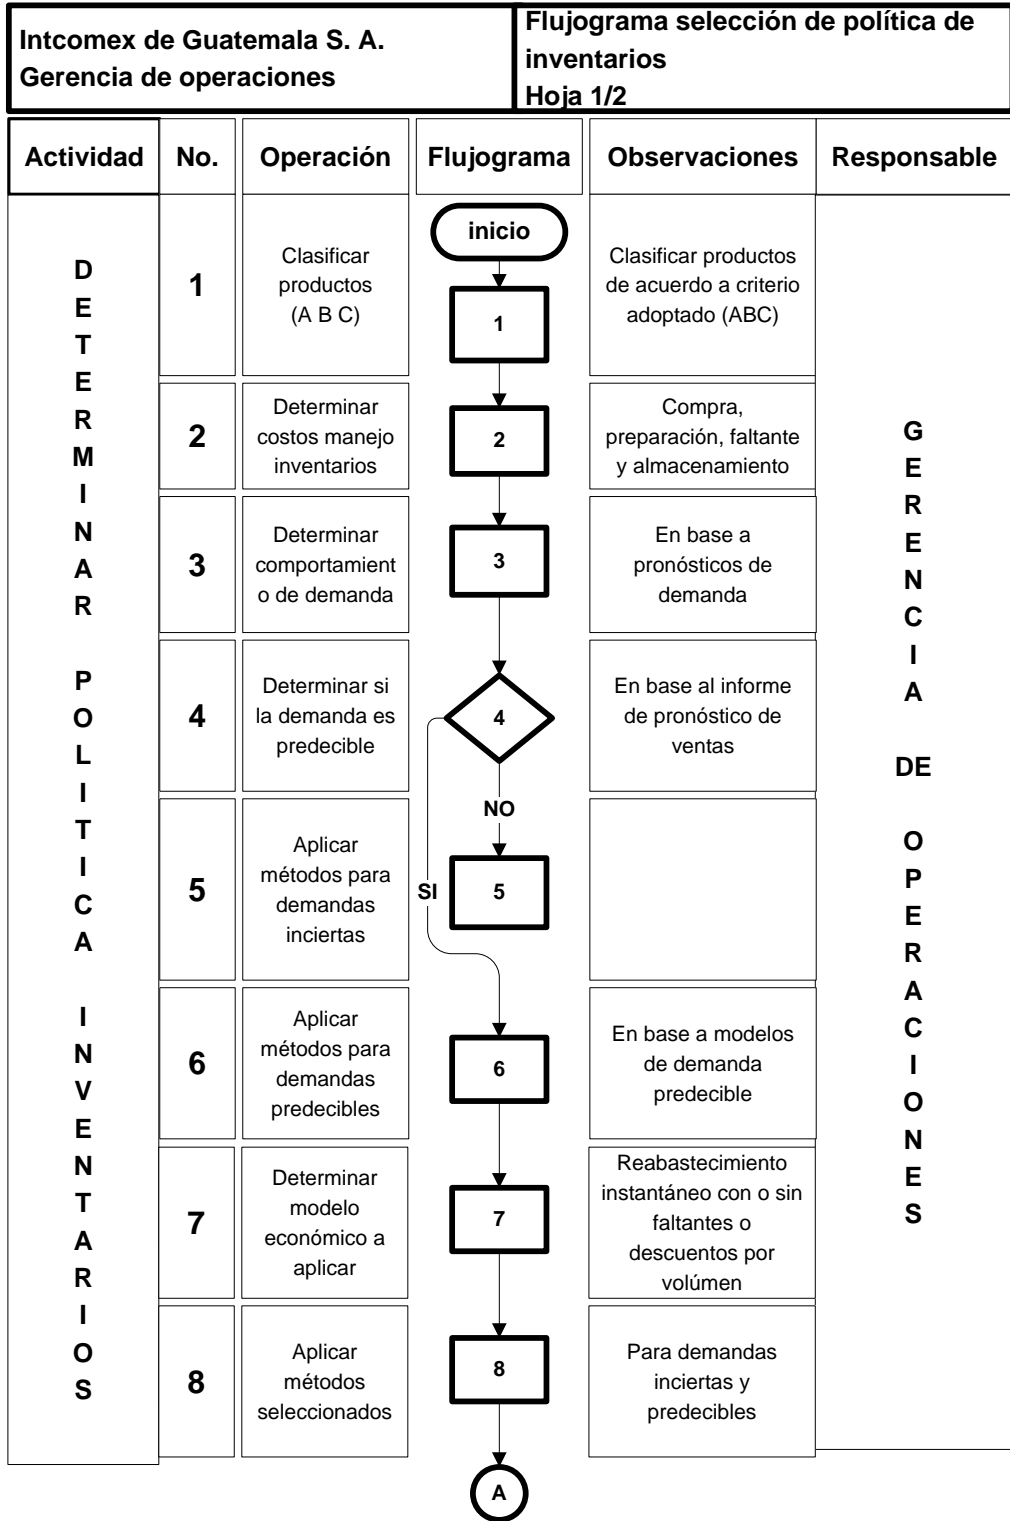 Intcomex de Guatemala S. A.
Gerencia de operaciones
Flujograma selección de política de
inventarios
Hoja 1/2
Actividad
No.
Operación
Flujograma
Observaciones
Responsable
DETERMINAR POLITICA INVENTARIOS
1
Clasificar
productos
(A B C)
inicio
1
Clasificar productos
de acuerdo a criterio
adoptado (ABC)
2
Determinar
costos manejo
inventarios
2
Compra,
preparación, faltante
y almacenamiento
3
Determinar
comportamient
o de demanda
3
En base a
pronósticos de
demanda
4
Determinar si
la demanda es
predecible
4
En base al informe
de pronóstico de
ventas
NO
5
Aplicar
métodos para
demandas
inciertas
SI
5
6
Aplicar
métodos para
demandas
predecibles
6
En base a modelos
de demanda
predecible
7
Determinar
modelo
económico a
aplicar
7
Reabastecimiento
instantáneo con o sin
faltantes o
descuentos por
volúmen
8
Aplicar
métodos
seleccionados
8
Para demandas
inciertas y
predecibles
A
GERENCIA DE OPERACIONES